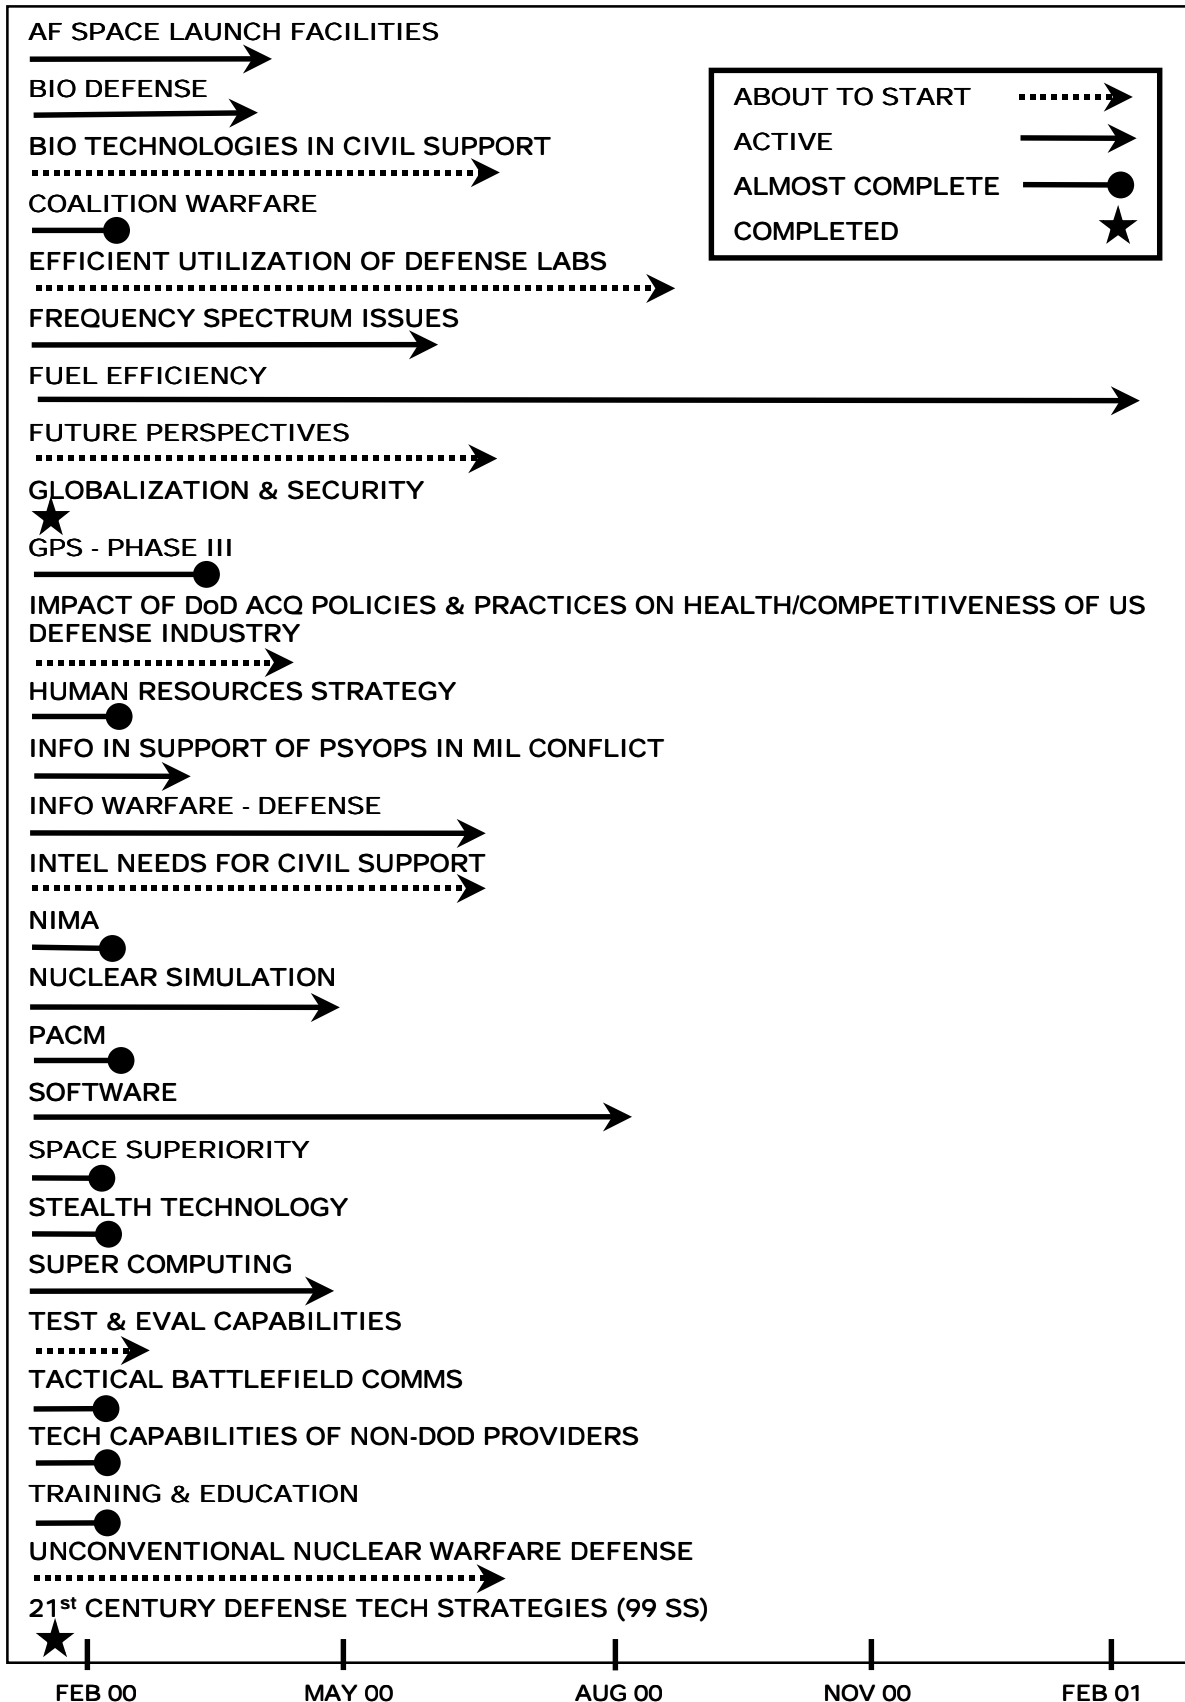 AF SPACE LAUNCH FACILITIES
BIO DEFENSE
ABOUT TO START
ACTIVE
ALMOST COMPLETE
COMPLETED
BIO TECHNOLOGIES IN CIVIL SUPPORT
COALITION WARFARE
EFFICIENT UTILIZATION OF DEFENSE LABS
FREQUENCY SPECTRUM ISSUES
FUEL EFFICIENCY
FUTURE PERSPECTIVES
GLOBALIZATION & SECURITY
GPS - PHASE III
IMPACT OF DoD ACQ POLICIES & PRACTICES ON HEALTH/COMPETITIVENESS OF US
DEFENSE INDUSTRY
HUMAN RESOURCES STRATEGY
INFO IN SUPPORT OF PSYOPS IN MIL CONFLICT
INFO WARFARE - DEFENSE
INTEL NEEDS FOR CIVIL SUPPORT
NIMA
NUCLEAR SIMULATION
PACM
SOFTWARE
SPACE SUPERIORITY
STEALTH TECHNOLOGY
SUPER COMPUTING
TEST & EVAL CAPABILITIES
TACTICAL BATTLEFIELD COMMS
TECH CAPABILITIES OF NON-DOD PROVIDERS
TRAINING & EDUCATION
UNCONVENTIONAL NUCLEAR WARFARE DEFENSE
21st CENTURY DEFENSE TECH STRATEGIES (99 SS)
FEB 00 MAY 00 AUG 00 NOV 00 FEB 01